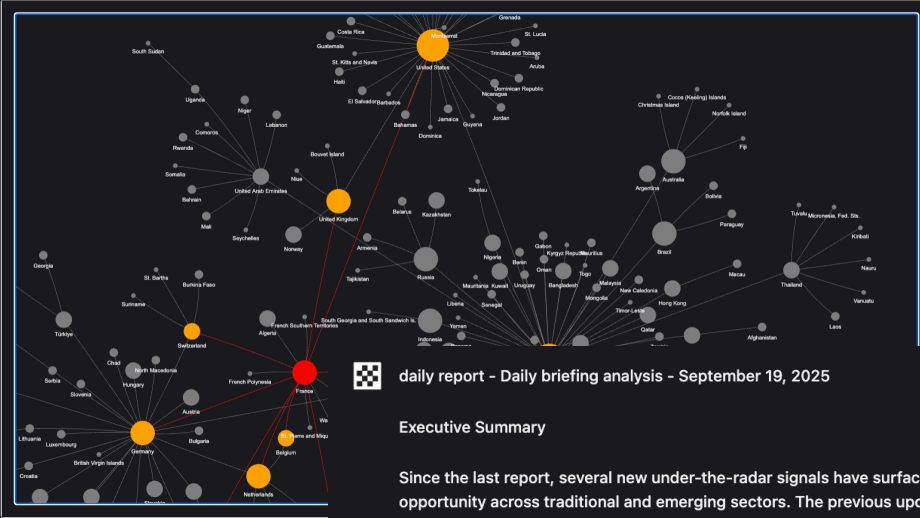 Grenada
Costa Rica
Montserrat
St. Lucia
Guatemala
Trinidad and Tobago
South Sudan
St. Kitts and Nevis
United States
Aruba
Haiti
Dominican Republic
Nicaragua
Uganda
El Salvador
Barbados
Christmas Island
Cocos (Keeling) Islands
Niger
Jamaica
Jordan
Norfolk Island
Lebanon
Bahamas
Guyana
Comoros
Dominica
Rwanda
Fiji
Bouvet Island
Somalia
Niue
Australia
United Arab Emirates
Tokelau
Argentina
Bahrain
Bolivia
Belarus
Kazakhstan
United Kingdom
Tuvalu
Micronesia, Fed. Sts.
Mali
Paraguay
Seychelles
Kiribati
Norway
Armenia
Gabon
Brazil
Nigeria
Benin
Kyrgyz Republic
Mauritius
Georgia
Russia
Oman
Togo
Macau
Nauru
St. Barths
Tajikistan
Mauritania
Kuwait
Uruguay
Bangladesh
Malaysia
Thailand
Burkina Faso
New Caledonia
Mongolia
Suriname
Liberia
Senegal
Hong Kong
Vanuatu
Timor-Leste
Türkiye
Algeria
French Southern Territories
South Georgia and South Sandwich Is.
Yemen
Qatar
Laos
Switzerland
Indonesia
Afghanistan
Chad
North Macedonia
Serbia
Hungary
French Polynesia
France
Slovenia
daily report - Daily briefing analysis - September 19, 2025
Austria
Lithuania
Luxembourg
Bulgaria
St. Pierre and Miqu
Wa
Executive Summary
Germany
Belgium
British Virgin Islands
Croatia
Since the last report, several new under-the-radar signals have surfac
Slovakia
Netherlands
opportunity across traditional and emerging sectors. The previous upd